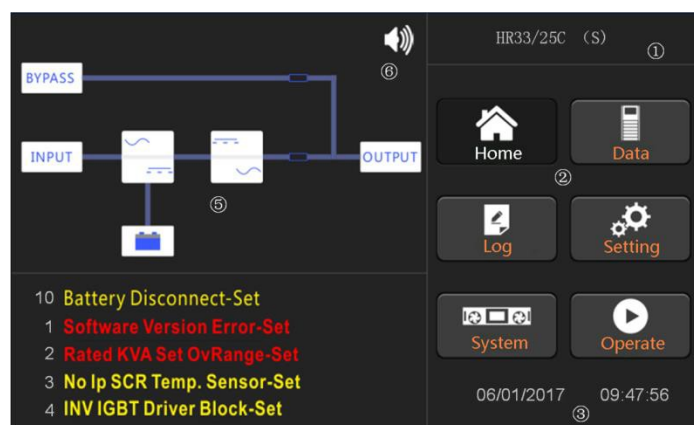 HR33/25C (S)
①
⑥
BYPASS
INPUT
OUTPUT
⑤
Home
Data
②
Log
Setting
System
Operate
10 Battery Disconnect-Set
1 Software Version Error-Set
2 Rated KVA Set OvRange-Set
3 No Ip SCR Temp. Sensor-Set
4 INV IGBT Driver Block-Set
06/01/2017 09:47:56
③